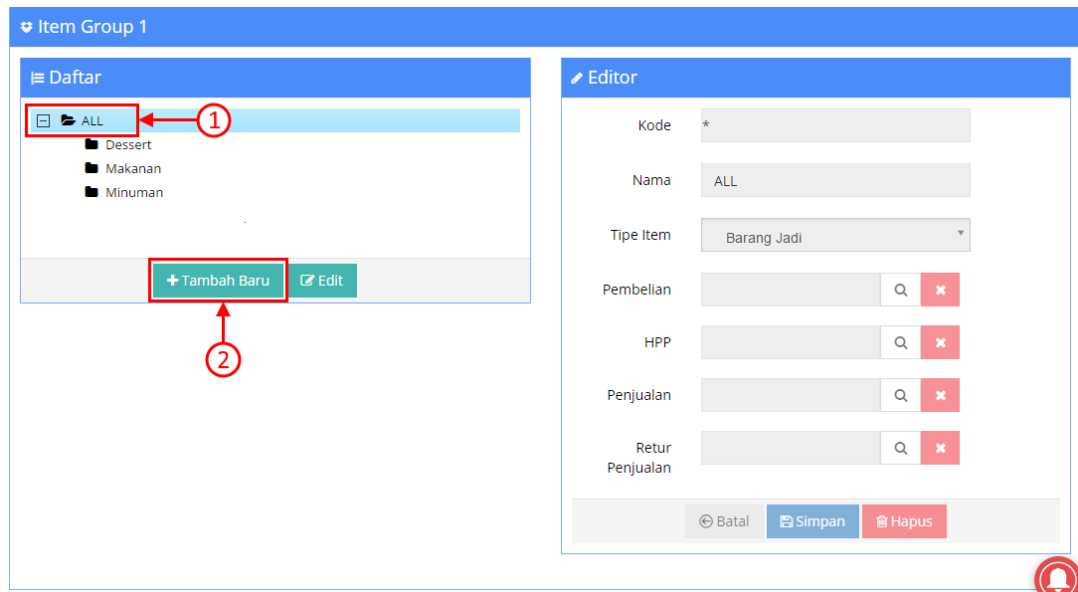 Item Group 1
Daftar
ALL
1
Dessert
Makanan
Minuman
Tambah Baru
Edit
2
Editor
Kode
*
Nama
ALL
Tipe Item
Barang Jadi
Pembelian
HPP
Penjualan
Retur
Penjualan
Batal
Simpan
Hapus